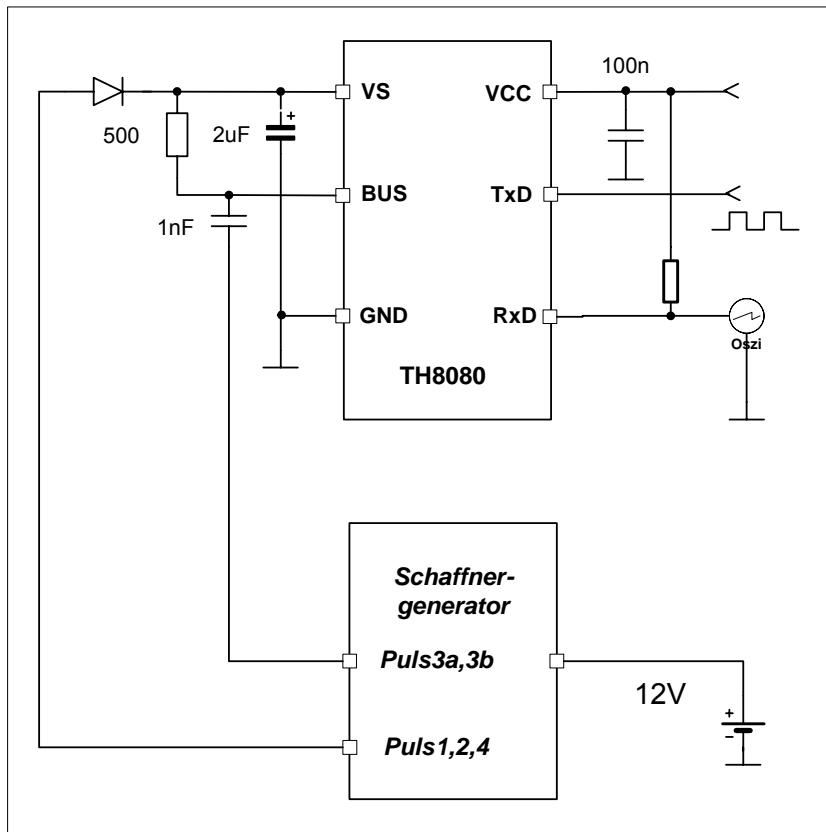 100n
VS
VCC
500
2uF
+
BUS
TxD
1nF
GND
RxD
Oszi
TH8080
Schaffner-
generator
Puls3a,3b
12V
+
–
Puls1,2,4